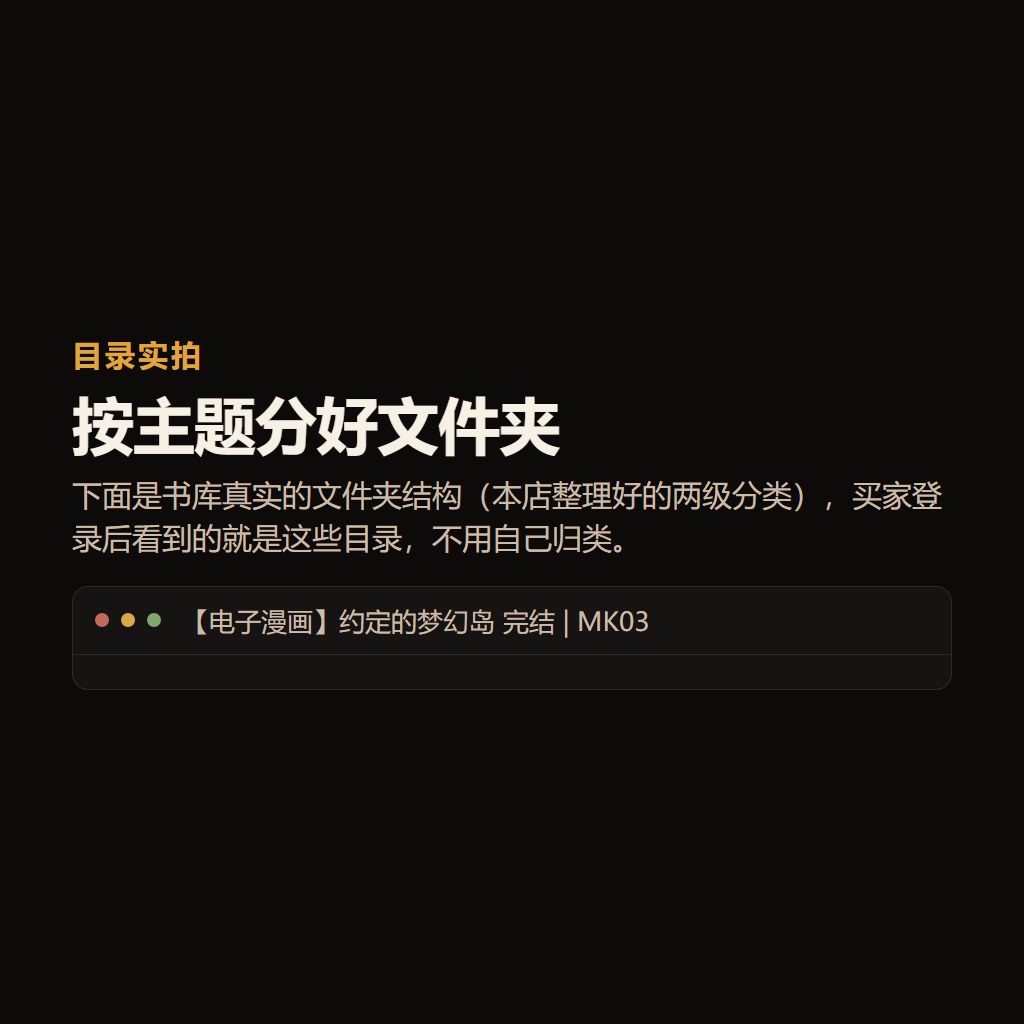 目录实拍
按主题分好文件夹
下面是书库真实的文件夹结构（本店整理好的两级分类），买家登
录后看到的就是这些目录，不用自己归类。
【电子漫画】约定的梦幻岛 完结 | MK03